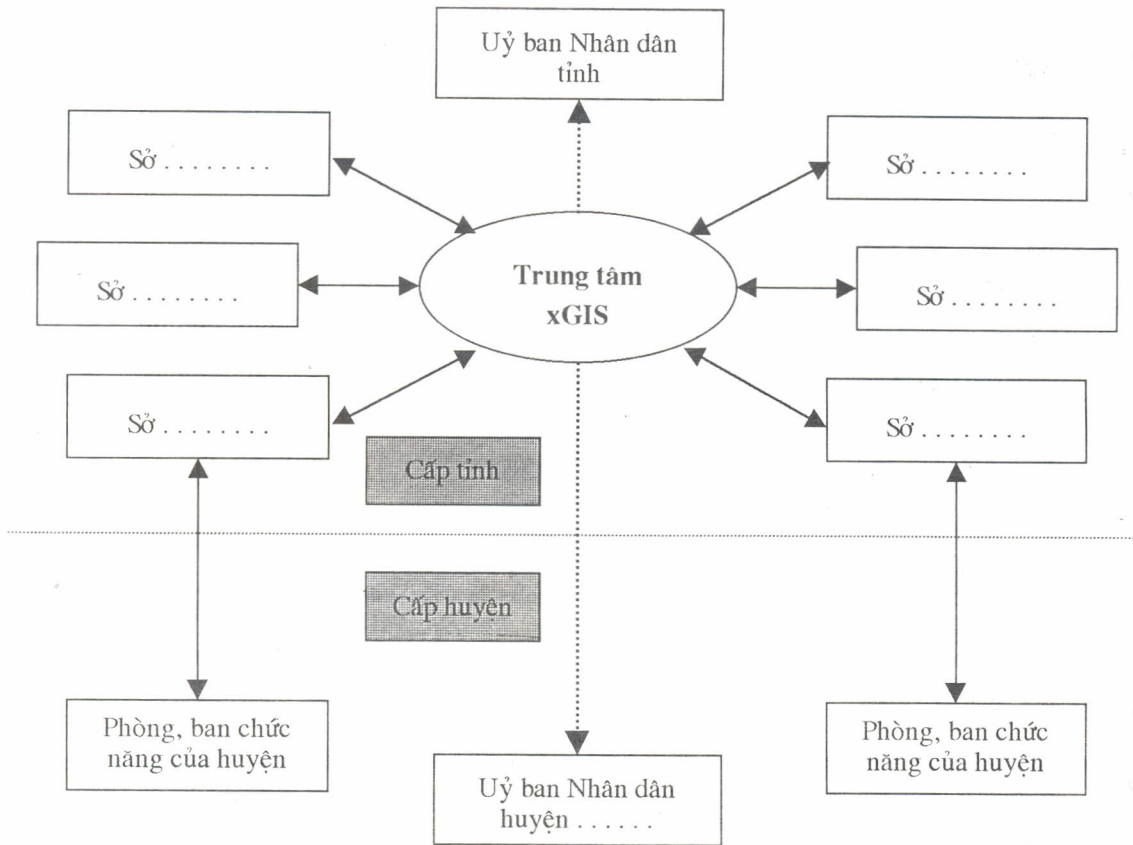 Uỷ ban Nhân dân
tỉnh
Sở . . . . . . . .
Sở . . . . . . . .
Sở . . . . . . . .
Trung tâm
xGIS
Sở . . . . . . . .
Sở . . . . . . . .
Sở . . . . . . . .
Cấp tỉnh
Cấp huyện
Phòng, ban chức
năng của huyện
Uỷ ban Nhân dân
huyện . . . . . .
Phòng, ban chức
năng của huyện